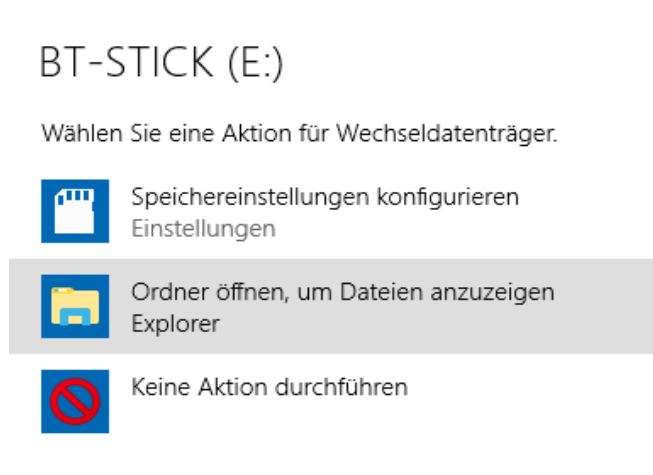 BT-STICK (E:)
Wählen Sie eine Aktion für Wechseldatenträger.
Speichereinstellungen konfigurieren
Einstellungen
Ordner öffnen, um Dateien anzuzeigen
Explorer
Keine Aktion durchführen